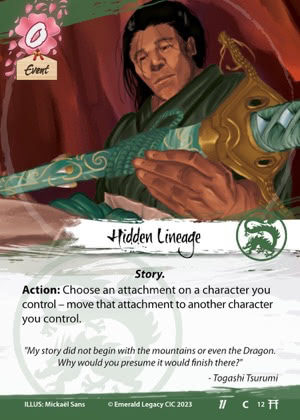 0
Event
Hidden Lineage
Story.
Action: Choose an attachment on a character you
control – move that attachment to another character
you control.
"My story did not begin with the mountains or even the Dragon.
Why would you presume it would finish there?"
- Togashi Tsurumi
ILLUS: Mickaël Sans © Emerald Legacy CIC 2023 C 12